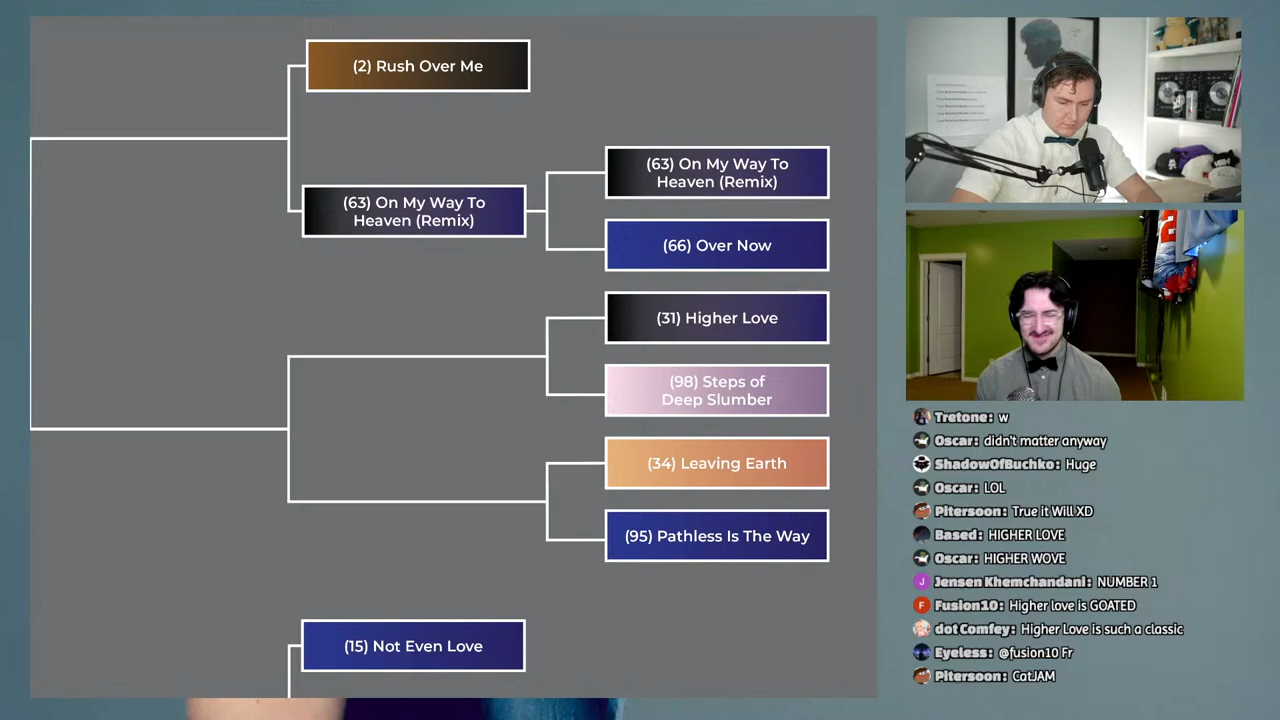 (2) Rush Over Me
(63) On My Way To
Heaven (Remix)
(63) On My Way To
Heaven (Remix)
(66) Over Now
(31) Higher Love
(98) Steps of
Deep Slumber
(34) Leaving Earth
(95) Pathless Is The Way
(15) Not Even Love
Tretone: w
Oscar: didn't matter anyway
ShadowOfBuchko: Huge
Oscar: LOL
Pitersoon: True it Will XD
Based: HIGHER LOVE
Oscar: HIGHER WOVE
J Jensen Khemchandani: NUMBER 1
F Fusion10: Higher love is GOATED
dot Comfey: Higher Love is such a classic
Eyeless: @fusion10 Fr
Pitersoon: CatJAM